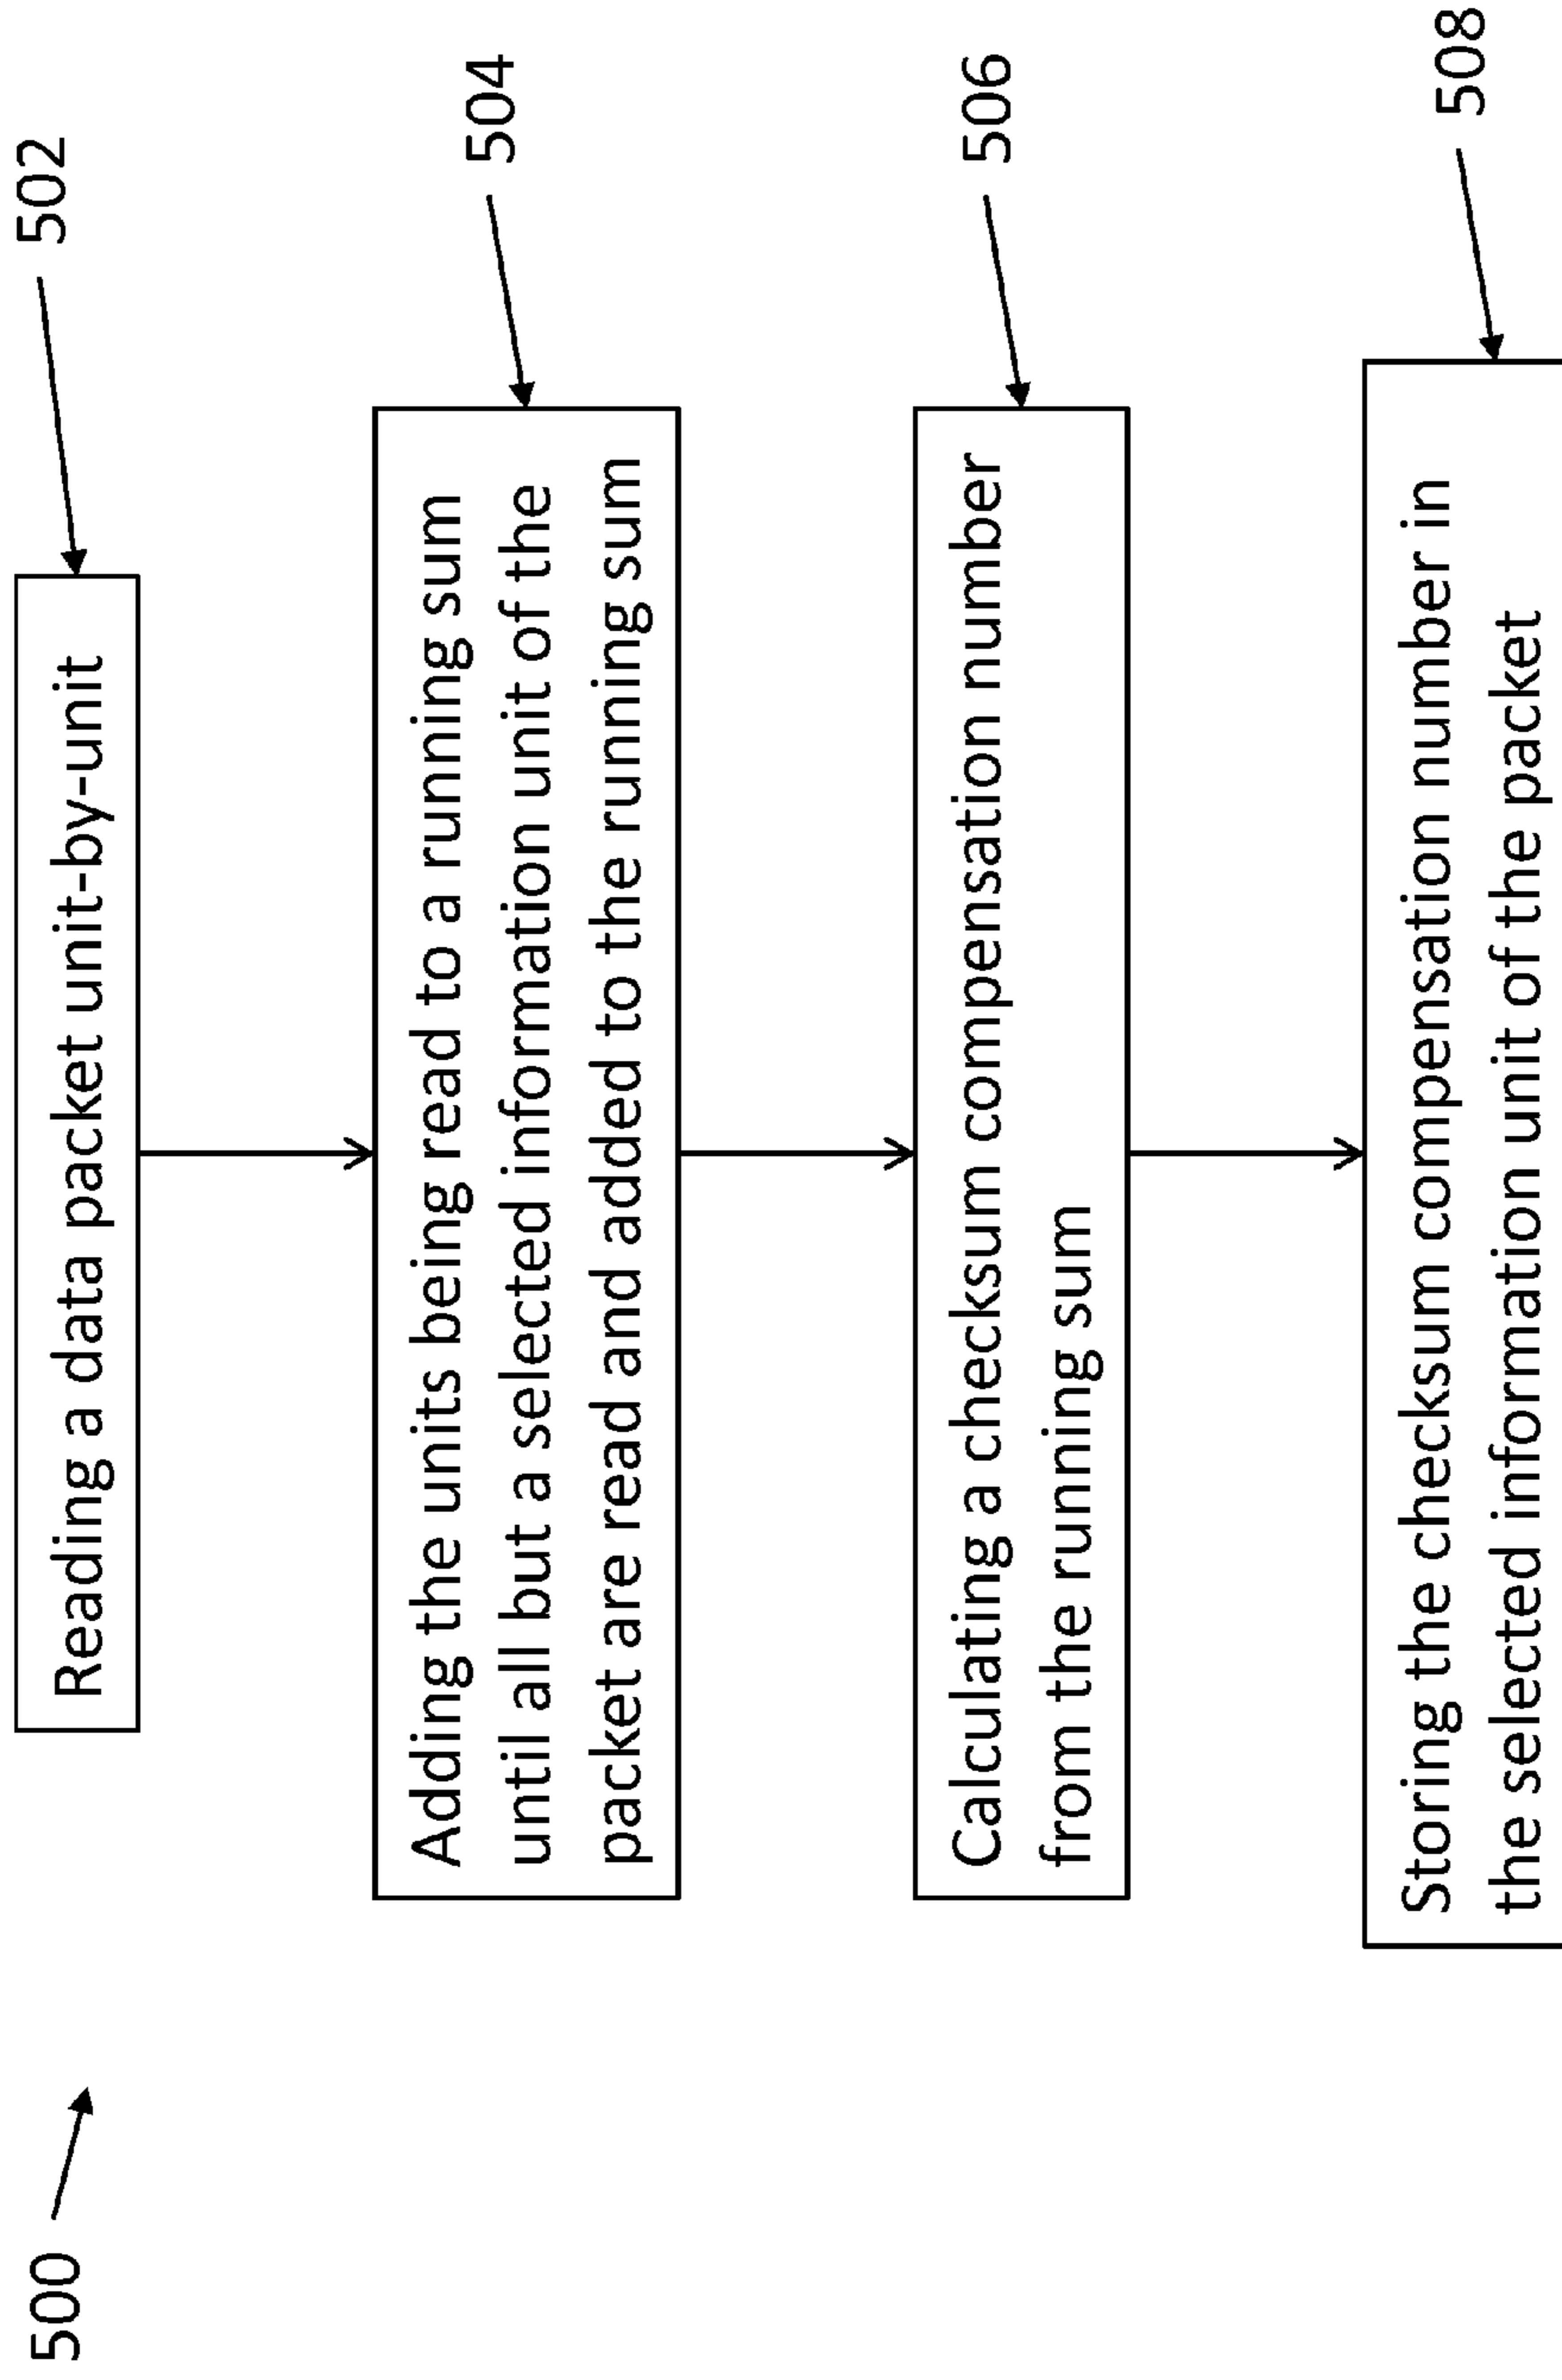 500
502
Reading a data packet unit-by-unit
504
Adding the units being read to a running sum
until all but a selected information unit of the
packet are read and added to the running sum
506
Calculating a checksum compensation number
from the running sum
508
Storing the checksum compensation number in
the selected information unit of the packet